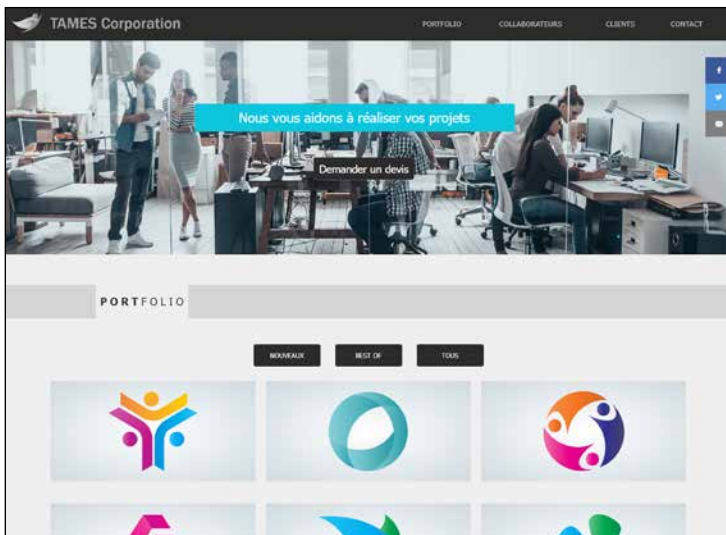 TAMES Corporation
PORTFOLIO COLLABORATEURS CLIENTS CONTACT
Nous vous aidons à réaliser vos projets
Demander un devis
PORTFOLIO
NOUVEAUX BEST OF TOUS